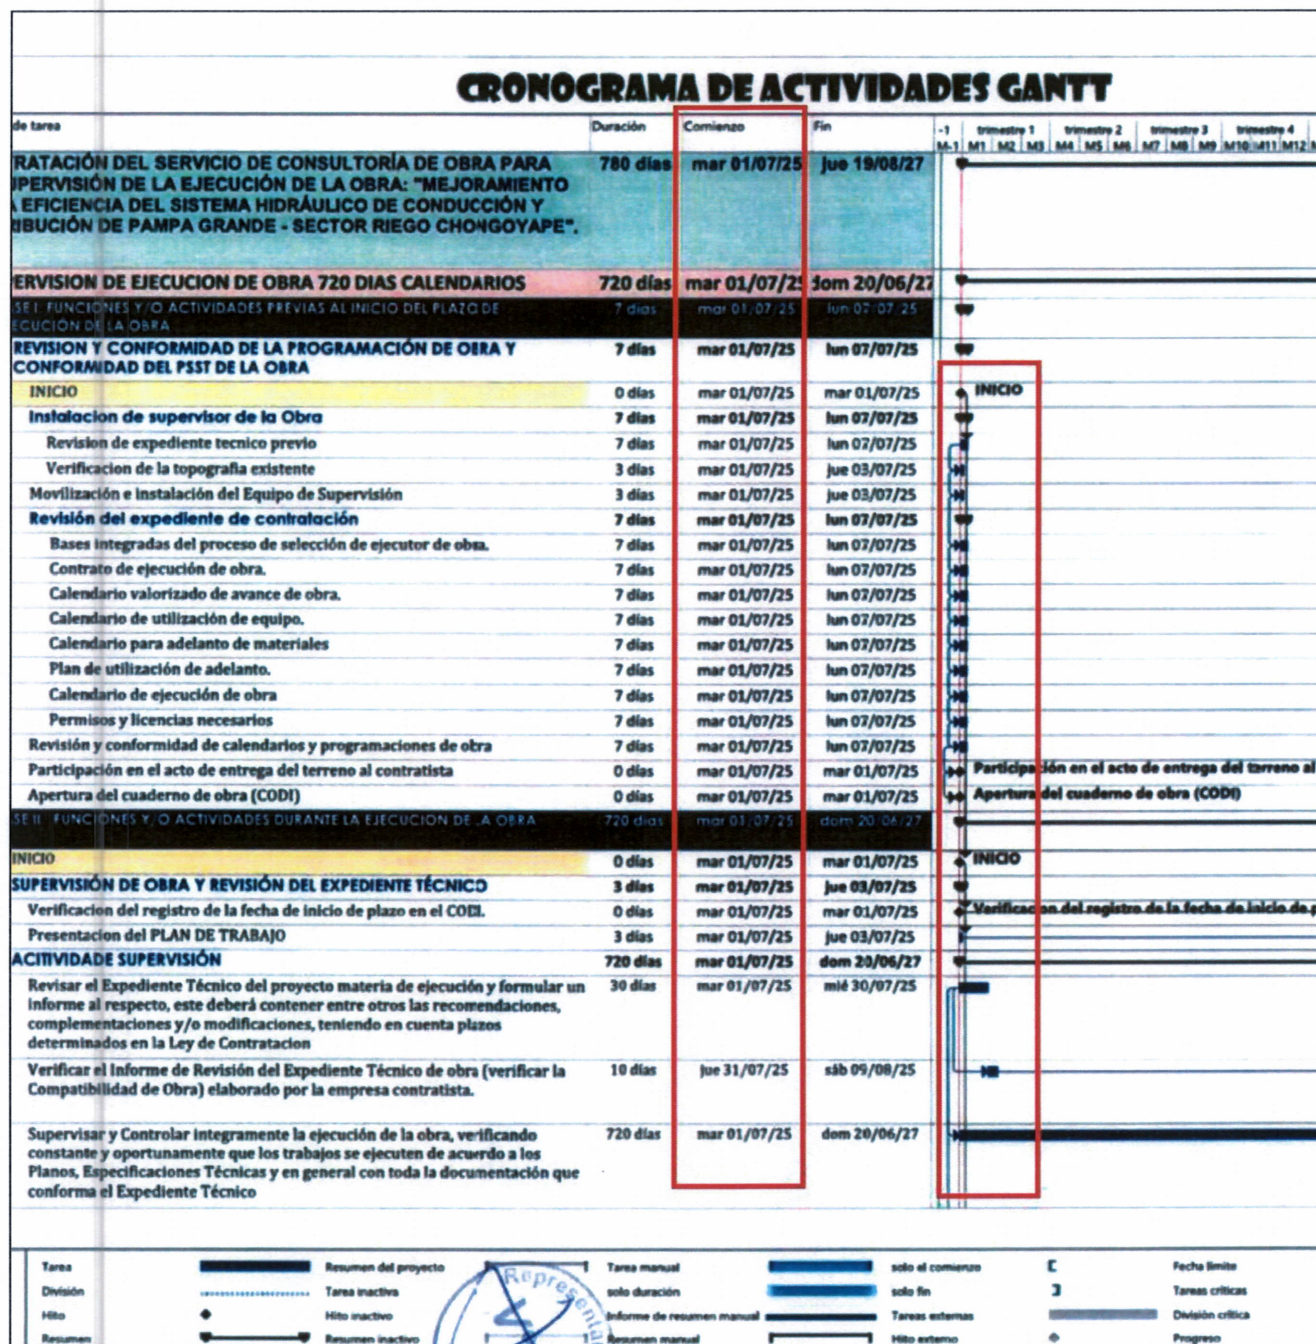 CRONOGRAMA DE ACTIVIDADES GANTT
de tarea Duración Comienzo Fin -1 trimestre 1 trimestre 2 trimestre 3 trimestre 4
M-1 M1 M2 M3 M4 M5 M6 M7 M8 M9 M10 M11 M12
RATACIÓN DEL SERVICIO DE CONSULTORÍA DE OBRA PARA 780 días mar 01/07/25 jue 19/08/27
UPERVISIÓN DE LA EJECUCIÓN DE LA OBRA: "MEJORAMIENTO
A EFICIENCIA DEL SISTEMA HIDRÁULICO DE CONDUCCIÓN Y
RIBUCIÓN DE PAMPA GRANDE - SECTOR RIEGO CHONGOYAPE".
ERVISION DE EJECUCION DE OBRA 720 DIAS CALENDARIOS 720 días mar 01/07/25 dom 20/06/27
SE I: FUNCIONES Y/O ACTIVIDADES PREVIAS AL INICIO DEL PLAZO DE 7 días mar 01/07/25 lun 07/07/25
ECUCIÓN DE LA OBRA
REVISION Y CONFORMIDAD DE LA PROGRAMACIÓN DE OBRA Y 7 días mar 01/07/25 lun 07/07/25
CONFORMIDAD DEL PSST DE LA OBRA
INICIO 0 días mar 01/07/25 mar 01/07/25 INICIO
Instalacion de supervisor de la Obra 7 días mar 01/07/25 lun 07/07/25
Revision de expediente tecnico previo 7 días mar 01/07/25 lun 07/07/25
Verificacion de la topografia existente 3 días mar 01/07/25 jue 03/07/25
Movilización e instalación del Equipo de Supervisión 3 días mar 01/07/25 jue 03/07/25
Revisión del expediente de contratación 7 días mar 01/07/25 lun 07/07/25
Bases integradas del proceso de selección de ejecutor de obra. 7 días mar 01/07/25 lun 07/07/25
Contrato de ejecución de obra. 7 días mar 01/07/25 lun 07/07/25
Calendario valorizado de avance de obra. 7 días mar 01/07/25 lun 07/07/25
Calendario de utilización de equipo. 7 días mar 01/07/25 lun 07/07/25
Calendario para adelanto de materiales 7 días mar 01/07/25 lun 07/07/25
Plan de utilización de adelanto. 7 días mar 01/07/25 lun 07/07/25
Calendario de ejecución de obra 7 días mar 01/07/25 lun 07/07/25
Permisos y licencias necesarios 7 días mar 01/07/25 lun 07/07/25
Revisión y conformidad de calendarios y programaciones de obra 7 días mar 01/07/25 lun 07/07/25
Participación en el acto de entrega del terreno al contratista 0 días mar 01/07/25 mar 01/07/25 Participación en el acto de entrega del terreno al
Apertura del cuaderno de obra (CODI) 0 días mar 01/07/25 mar 01/07/25 Apertura del cuaderno de obra (CODI)
SE II: FUNCIONES Y/O ACTIVIDADES DURANTE LA EJECUCION DE LA OBRA 720 días mar 01/07/25 dom 20/06/27
INICIO 0 días mar 01/07/25 mar 01/07/25 INICIO
SUPERVISIÓN DE OBRA Y REVISIÓN DEL EXPEDIENTE TÉCNICO 3 días mar 01/07/25 jue 03/07/25
Verificacion del registro de la fecha de inicio de plazo en el CODI. 0 días mar 01/07/25 mar 01/07/25 Verificacion del registro de la fecha de inicio de p
Presentacion del PLAN DE TRABAJO 3 días mar 01/07/25 jue 03/07/25
ACITIVIDADE SUPERVISIÓN 720 días mar 01/07/25 dom 20/06/27
Revisar el Expediente Técnico del proyecto materia de ejecución y formular un 30 días mar 01/07/25 mié 30/07/25
informe al respecto, este deberá contener entre otros las recomendaciones,
complementaciones y/o modificaciones, teniendo en cuenta plazos
determinados en la Ley de Contratacion
Verificar el Informe de Revisión del Expediente Técnico de obra (verificar la 10 días jue 31/07/25 sáb 09/08/25
Compatibilidad de Obra) elaborado por la empresa contratista.
Supervisar y Controlar integramente la ejecución de la obra, verificando 720 días mar 01/07/25 dom 20/06/27
constante y oportunamente que los trabajos se ejecuten de acuerdo a los
Planos, Especificaciones Técnicas y en general con toda la documentación que
conforma el Expediente Técnico
Tarea Resumen del proyecto Tarea manual solo el comienzo Fecha límite
División Tarea inactiva solo duración solo fin Tareas críticas
Hito Hito inactivo Informe de resumen manual Tareas externas División crítica
Resumen Resumen inactivo Resumen manual Hito externo Progreso
Representa